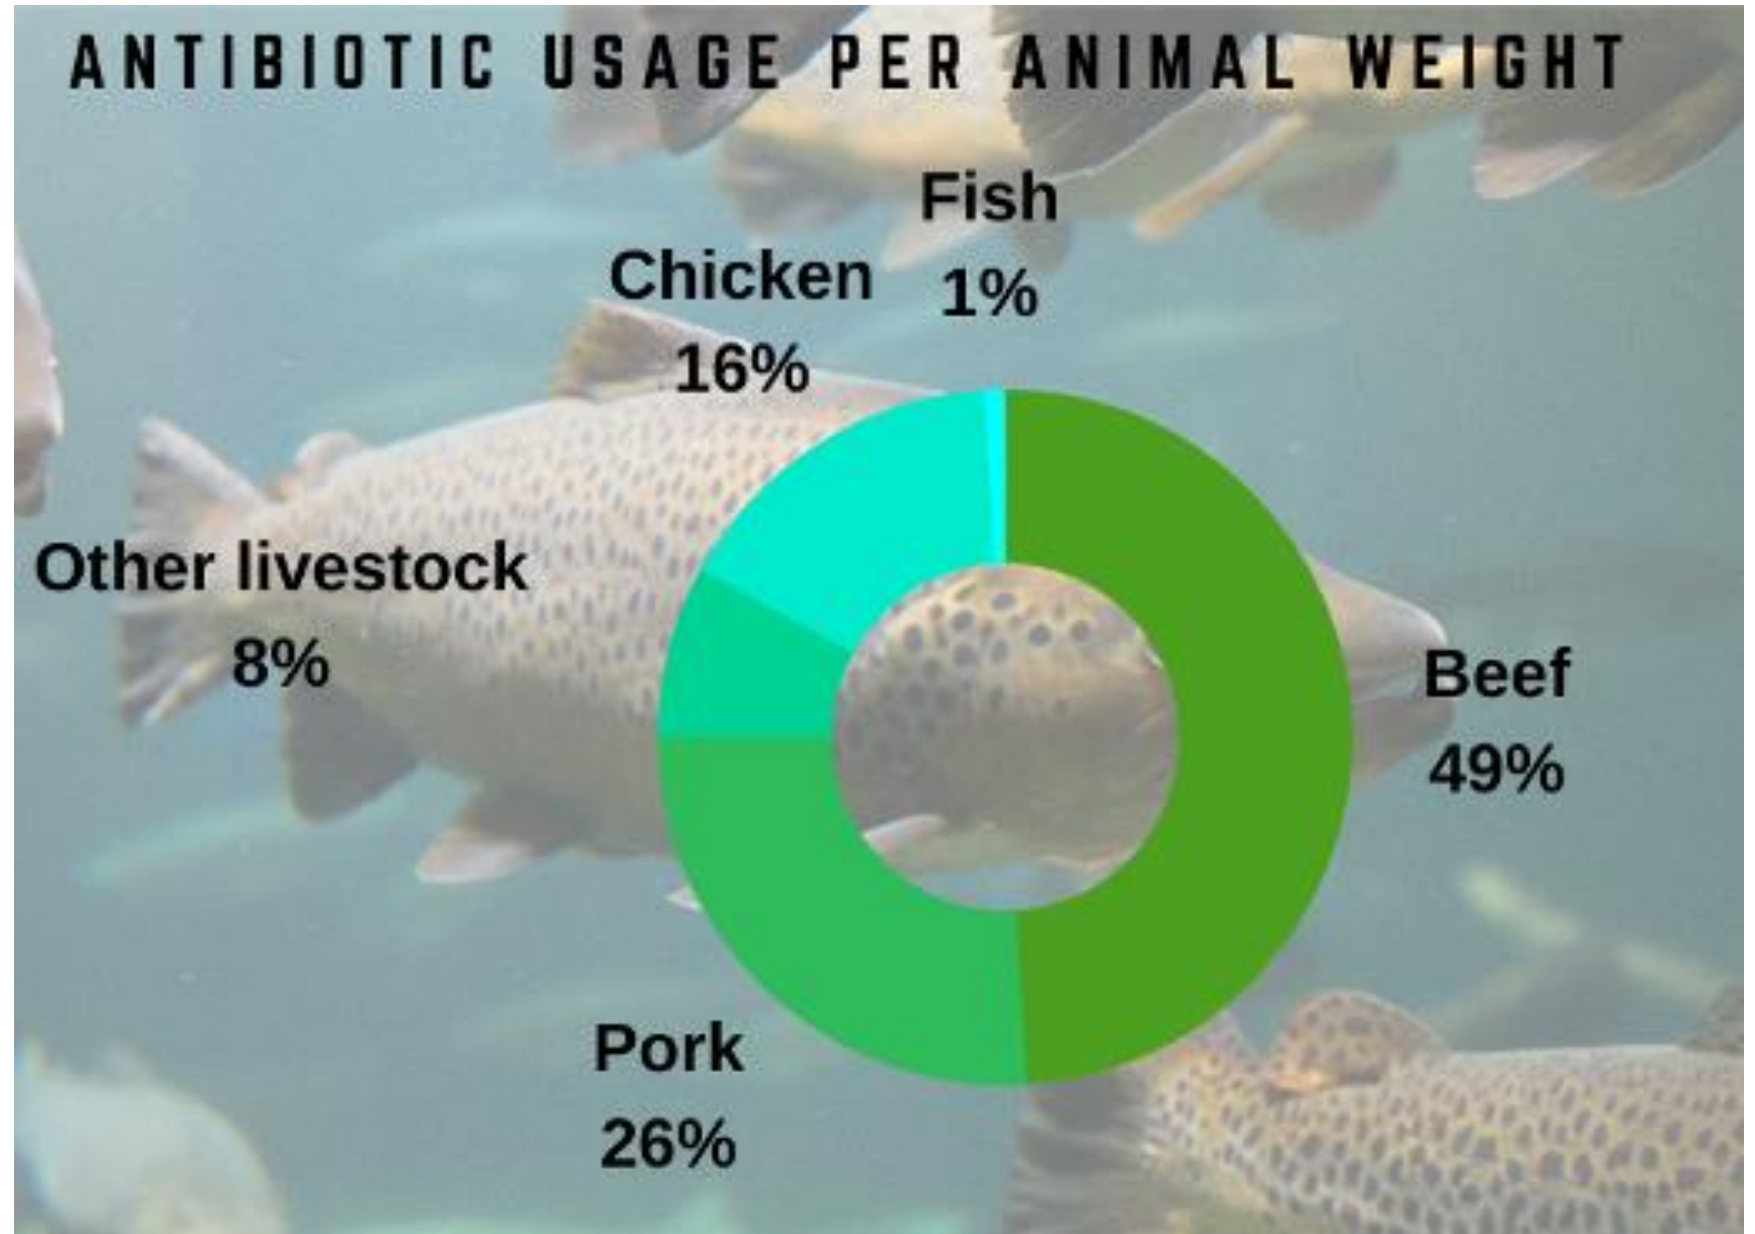 ANTIBIOTIC USAGE PER ANIMAL WEIGHT
Fish
1%
Chicken
16%
Other livestock
8%
Beef
49%
Pork
26%